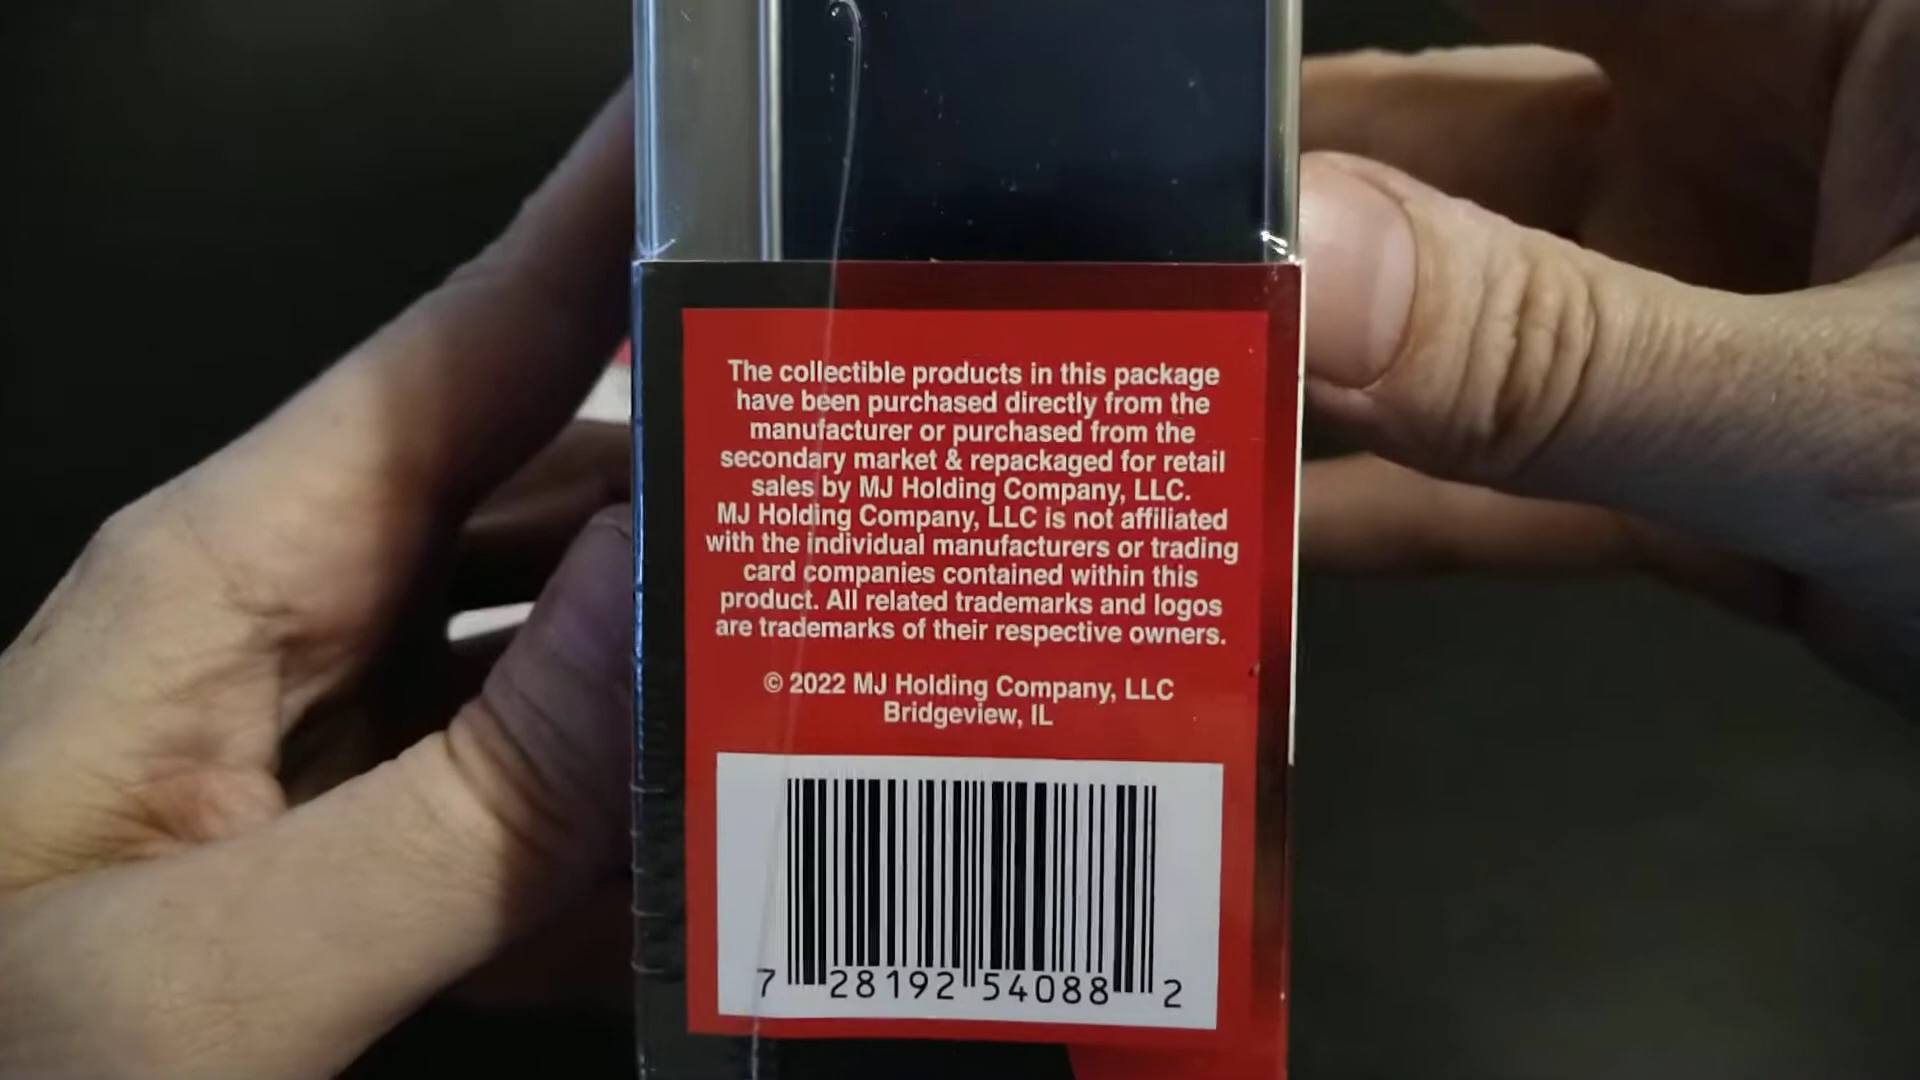 The collectible products in this package
have been purchased directly from the
manufacturer or purchased from the
secondary market & repackaged for retail
sales by MJ Holding Company, LLC.
MJ Holding Company, LLC is not affiliated
with the individual manufacturers or trading
card companies contained within this
product. All related trademarks and logos
are trademarks of their respective owners.
© 2022 MJ Holding Company, LLC
Bridgeview, IL
7 28192 54088 2